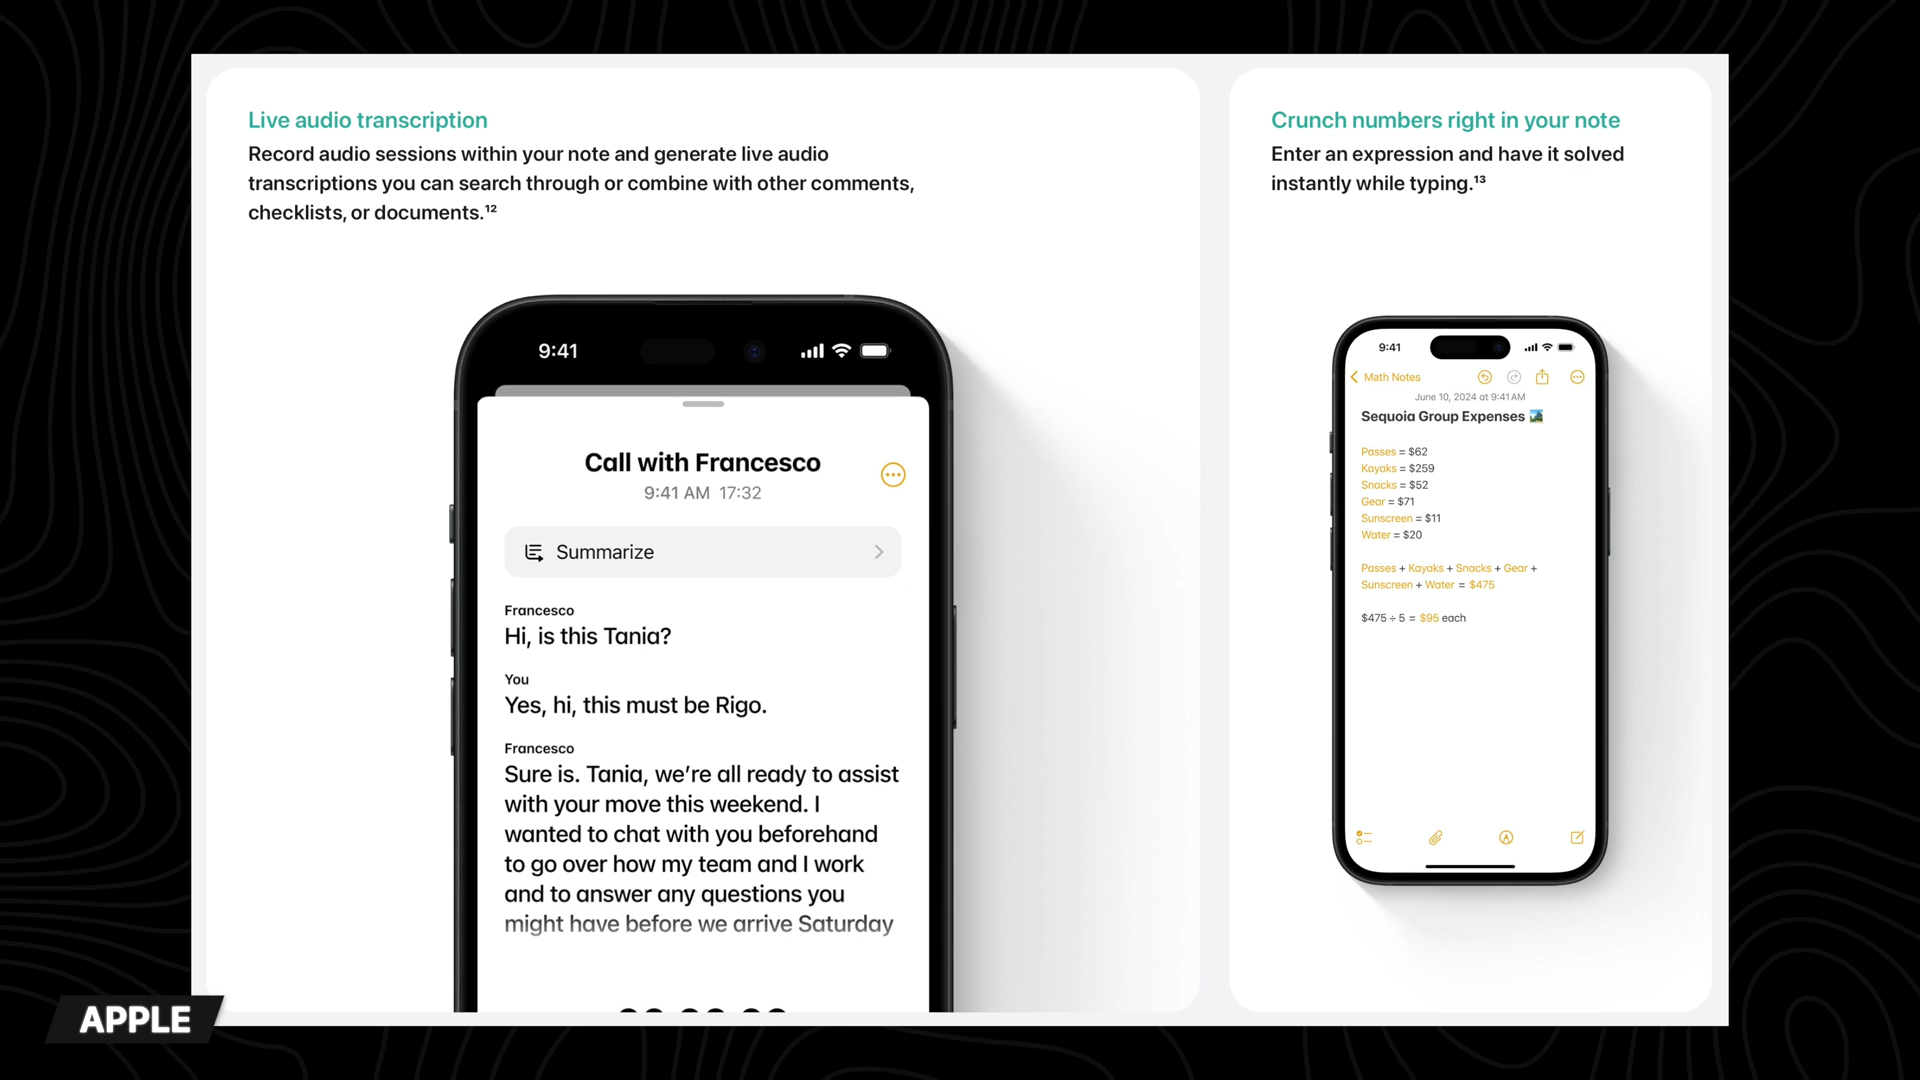 Live audio transcription
Record audio sessions within your note and generate live audio
transcriptions you can search through or combine with other comments,
checklists, or documents.¹²
9:41
Call with Francesco
9:41 AM 17:32
Summarize
Francesco
Hi, is this Tania?
You
Yes, hi, this must be Rigo.
Francesco
Sure is. Tania, we’re all ready to assist
with your move this weekend. I
wanted to chat with you beforehand
to go over how my team and I work
and to answer any questions you
might have before we arrive Saturday
Crunch numbers right in your note
Enter an expression and have it solved
instantly while typing.¹³
9:41
Math Notes
June 10, 2024 at 9:41 AM
Sequoia Group Expenses
Passes = $62
Kayaks = $259
Snacks = $52
Gear = $71
Sunscreen = $11
Water = $20
Passes + Kayaks + Snacks + Gear +
Sunscreen + Water = $475
$475 ÷ 5 = $95 each
APPLE